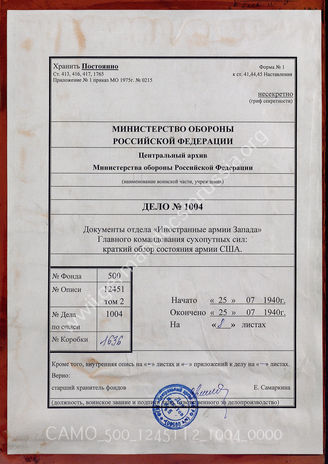 Хранить Постоянно
Форма № 1
Ст. 413, 416, 417, 1765
к ст. 41,44,45 Наставления
Приложение № 1 приказ МО 1975г. № 0215
несекретно
(гриф секретности)
МИНИСТЕРСТВО ОБОРОНЫ
РОССИЙСКОЙ ФЕДЕРАЦИИ
Центральный архив
Министерства обороны Российской Федерации
(наименование воинской части, учреждения)
ДЕЛО № 1004
Документы отдела «Иностранные армии Запада»
Главного командования сухопутных сил:
краткий обзор состояния армии США.
№ Фонда 500
№ Описи 12451
том 2
№ Дела 1004
по описи
№ Коробки 1636
Начато « 25 » 07 1940г.
Окончено « 25 » 07 1940г.
На « 8 » листах
Кроме того, внутренняя опись на «-» листах и «-» приложений к делу на «-» листах.
Верно:
старший хранитель фондов Е. Самаркина
(должность, воинское звание и подпись за делопроизводство)
CAMO_500_12451T2_1004_0000